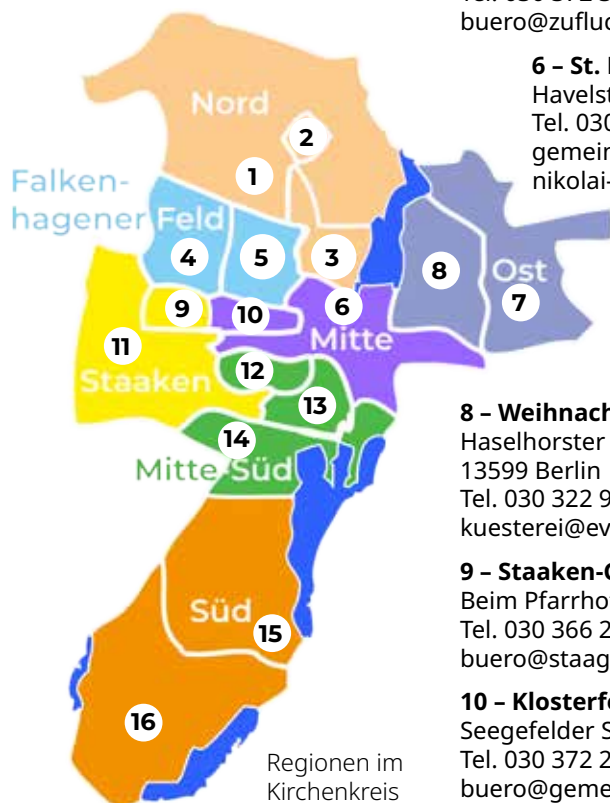 buero@zufluc
6 – St.
Havelst
Tel. 030
gemein
nikolai-
Nord
2
1
Falken-
hagener Feld
4
5
3
8
Ost
7
9
10
6
Mitte
11
Staaken
12
13
14
Mitte-Süd
Süd
15
16
Regionen im
Kirchenkreis
8 – Weihnach
Haselhorster
13599 Berlin
Tel. 030 322 9
kuesterei@ev
9 – Staaken-
Beim Pfarrho
Tel. 030 366 2
buero@staag
10 – Klosterfe
Seegefelder S
Tel. 030 372 2
buero@geme